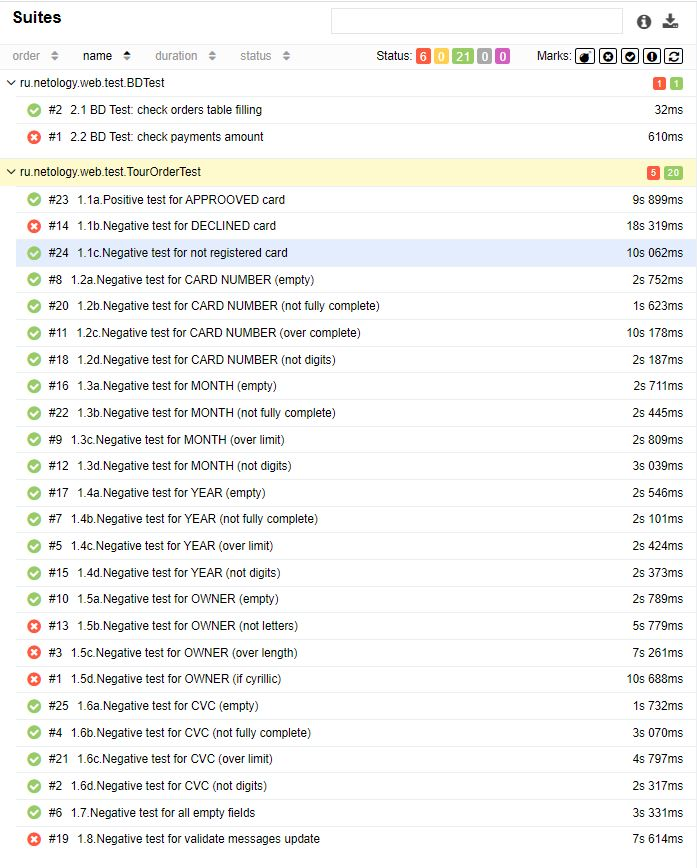 Suites
order name duration status Status: 6 0 21 0 0 Marks:
ru.netology.web.test.BDTest 1 1
#2 2.1 BD Test: check orders table filling 32ms
#1 2.2 BD Test: check payments amount 610ms
ru.netology.web.test.TourOrderTest 5 20
#23 1.1a.Positive test for APPROOVED card 9s 899ms
#14 1.1b.Negative test for DECLINED card 18s 319ms
#24 1.1c.Negative test for not registered card 10s 062ms
#8 1.2a.Negative test for CARD NUMBER (empty) 2s 752ms
#20 1.2b.Negative test for CARD NUMBER (not fully complete) 1s 623ms
#11 1.2c.Negative test for CARD NUMBER (over complete) 10s 178ms
#18 1.2d.Negative test for CARD NUMBER (not digits) 2s 187ms
#16 1.3a.Negative test for MONTH (empty) 2s 711ms
#22 1.3b.Negative test for MONTH (not fully complete) 2s 445ms
#9 1.3c.Negative test for MONTH (over limit) 2s 809ms
#12 1.3d.Negative test for MONTH (not digits) 3s 039ms
#17 1.4a.Negative test for YEAR (empty) 2s 546ms
#7 1.4b.Negative test for YEAR (not fully complete) 2s 101ms
#5 1.4c.Negative test for YEAR (over limit) 2s 424ms
#15 1.4d.Negative test for YEAR (not digits) 2s 373ms
#10 1.5a.Negative test for OWNER (empty) 2s 789ms
#13 1.5b.Negative test for OWNER (not letters) 5s 779ms
#3 1.5c.Negative test for OWNER (over length) 7s 261ms
#1 1.5d.Negative test for OWNER (if cyrillic) 10s 688ms
#25 1.6a.Negative test for CVC (empty) 1s 732ms
#4 1.6b.Negative test for CVC (not fully complete) 3s 070ms
#21 1.6c.Negative test for CVC (over limit) 4s 797ms
#2 1.6d.Negative test for CVC (not digits) 2s 317ms
#6 1.7.Negative test for all empty fields 3s 331ms
#19 1.8.Negative test for validate messages update 7s 614ms